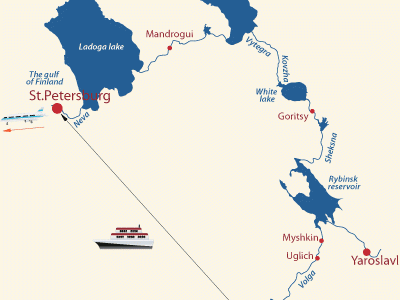 Mandrogui
Ladoga lake
Vytegra
Kovzha
The gulf
of Finland
St.Petersburg
Neva
White
lake
Goritsy
Sheksna
Rybinsk
reservoir
Myshkin
Uglich
Yaroslavl
Volga